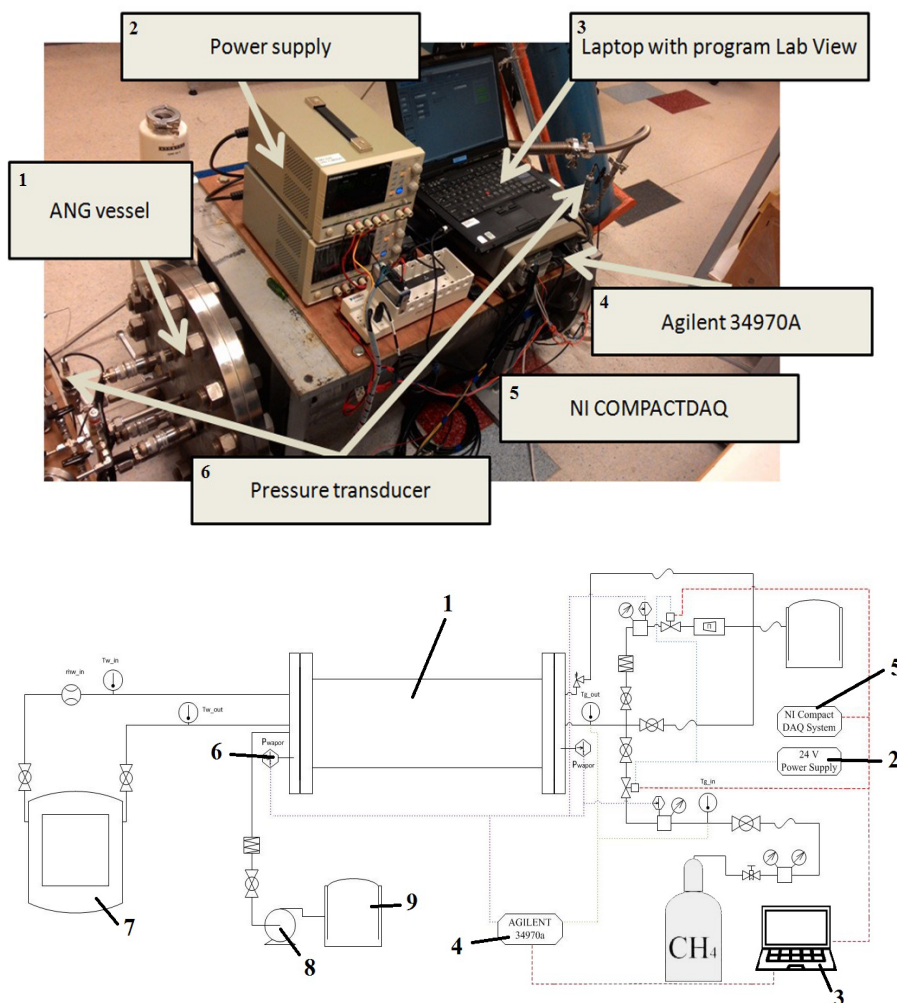 2
Power supply
3
Laptop with program Lab View
1
ANG vessel
4
Agilent 34970A
5
NI COMPACTDAQ
6
Pressure transducer
1
ṁw_in
Tw_in
Tw_out
Pwapor
6
Tg_out
Pwapor
5
NI Compact
DAQ System
24 V
Power Supply
2
Tg_in
7
9
8
AGILENT
34970a
4
CH4
3